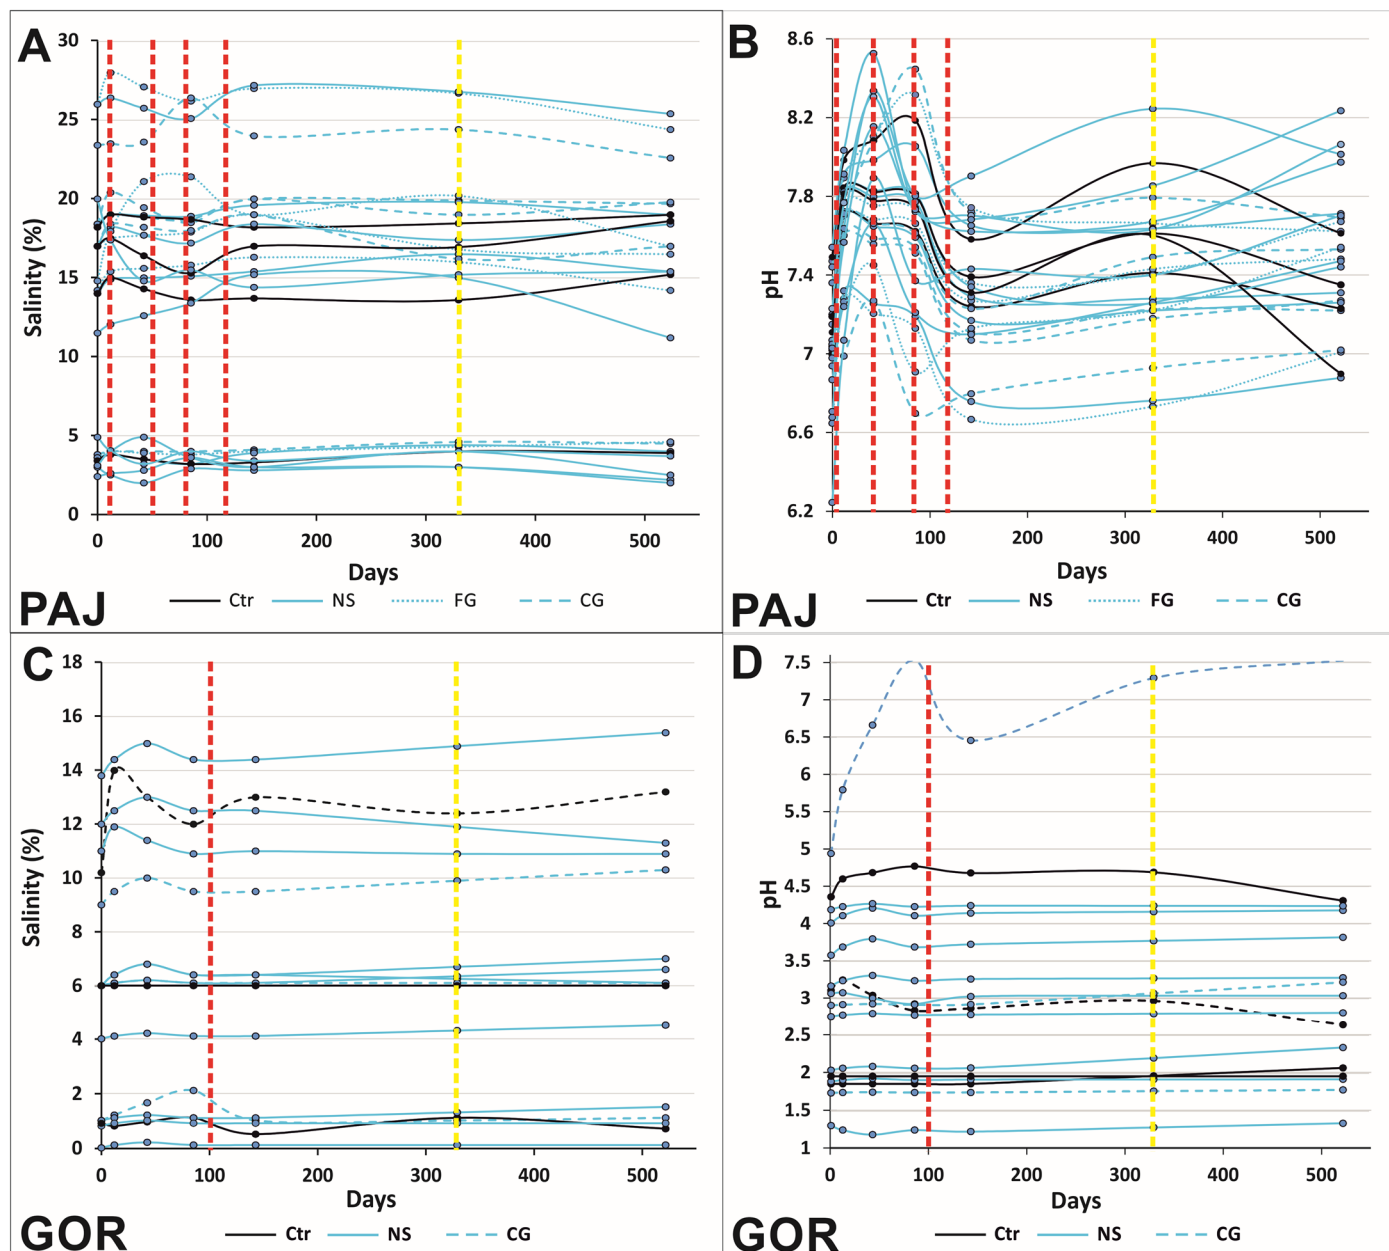 A
30
25
20
15
10
5
0
Salinity (%)
0 100 200 300 400 500
Days
PAJ
Ctr NS FG CG
B
8.6
8.2
7.8
7.4
7
6.6
6.2
pH
0 100 200 300 400 500
Days
PAJ
Ctr NS FG CG
C
18
16
14
12
10
8
6
4
2
0
Salinity (%)
0 100 200 300 400 500
Days
GOR
Ctr NS CG
D
7.5
7
6.5
6
5.5
5
4.5
4
3.5
3
2.5
2
1.5
1
pH
0 100 200 300 400 500
Days
GOR
Ctr NS CG